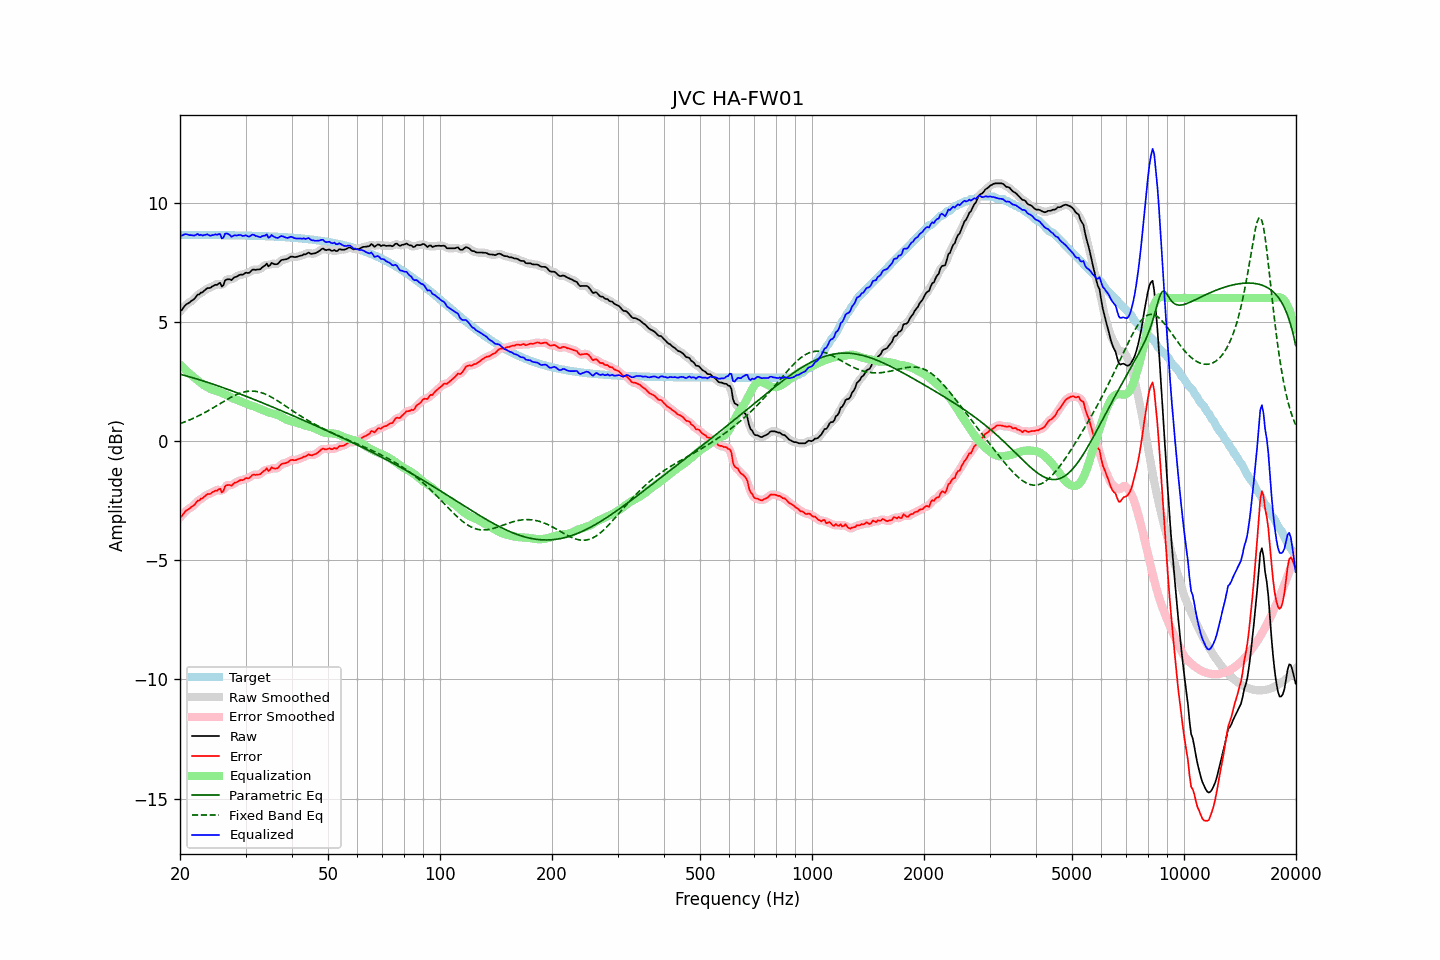 JVC HA-FW01
Amplitude (dBr)
10
5
0
−5
−10
−15
Target
Raw Smoothed
Error Smoothed
Raw
Error
Equalization
Parametric Eq
Fixed Band Eq
Equalized
20 50 100 200 500 1000 2000 5000 10000 20000
Frequency (Hz)